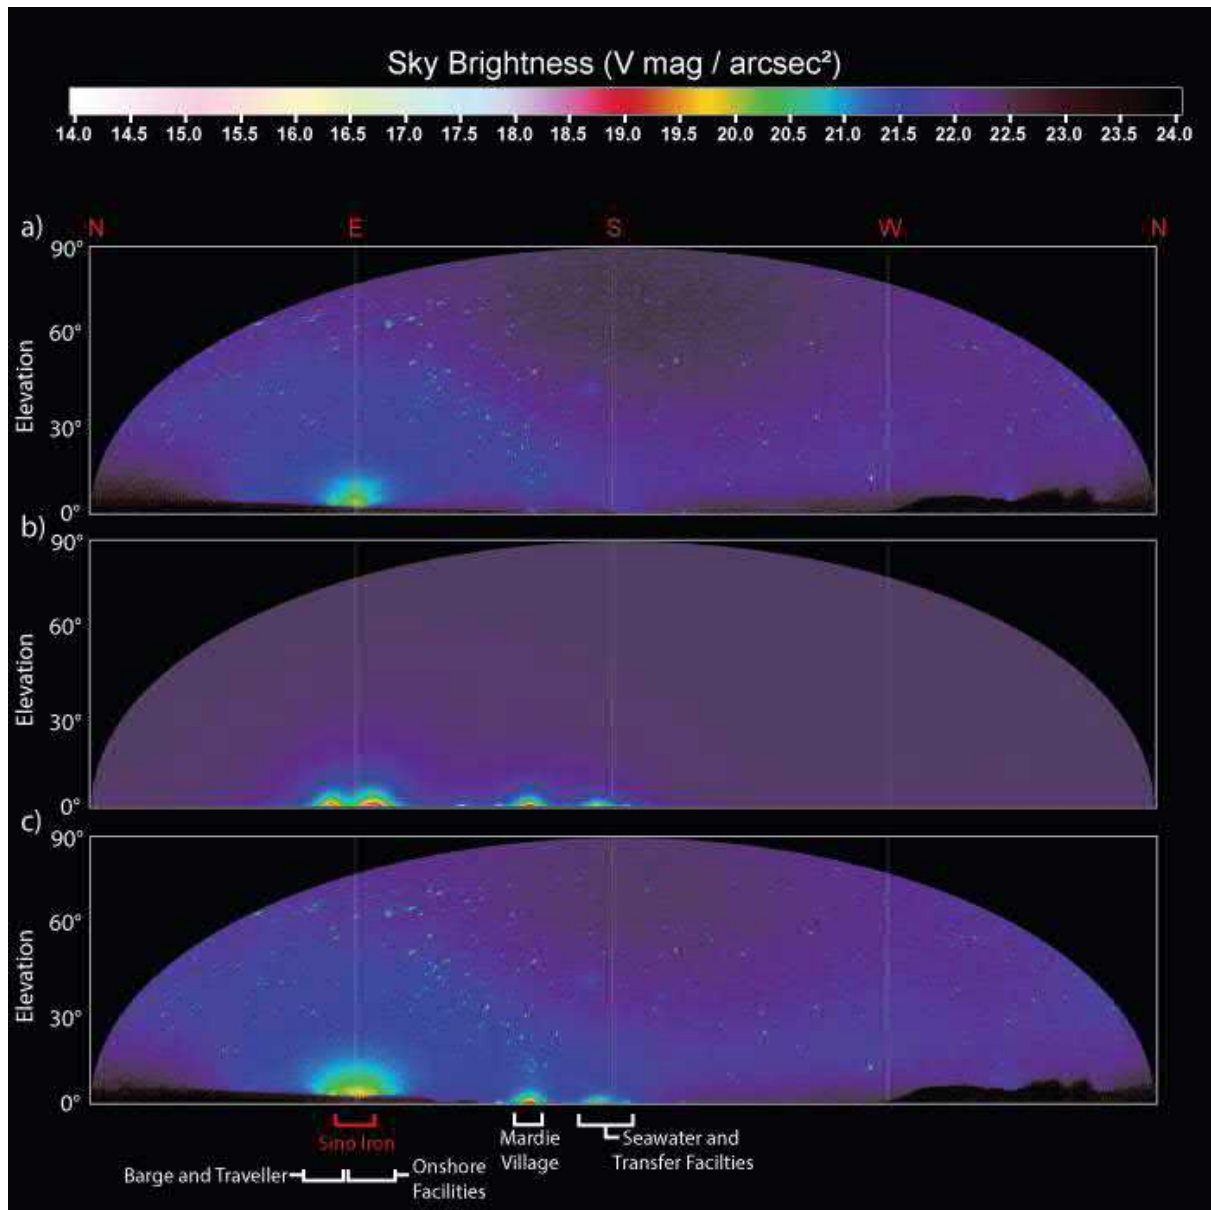 Sky Brightness (V mag / arcsec²)
14.0 14.5 15.0 15.5 16.0 16.5 17.0 17.5 18.0 18.5 19.0 19.5 20.0 20.5 21.0 21.5 22.0 22.5 23.0 23.5 24.0
a)
N E S W N
90°
60°
30°
0°
Elevation
b)
90°
60°
30°
0°
Elevation
c)
90°
60°
30°
0°
Elevation
Sino Iron
Mardie
Village
Seawater and
Transfer Facilties
Barge and Traveller
Onshore
Facilities